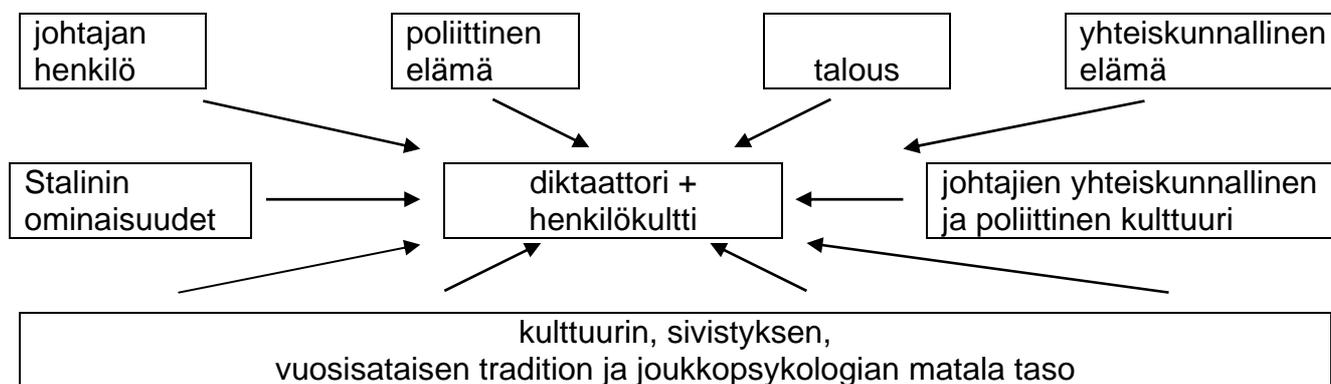 johtajan
henkilö
poliittinen
elämä
talous
yhteiskunnallinen
elämä
Stalinin
ominaisuudet
diktaattori +
henkilökultti
johtajien yhteiskunnallinen
ja poliittinen kulttuuri
kulttuurin, sivistyksen,
vuosisataisen tradition ja joukkopsykologian matala taso